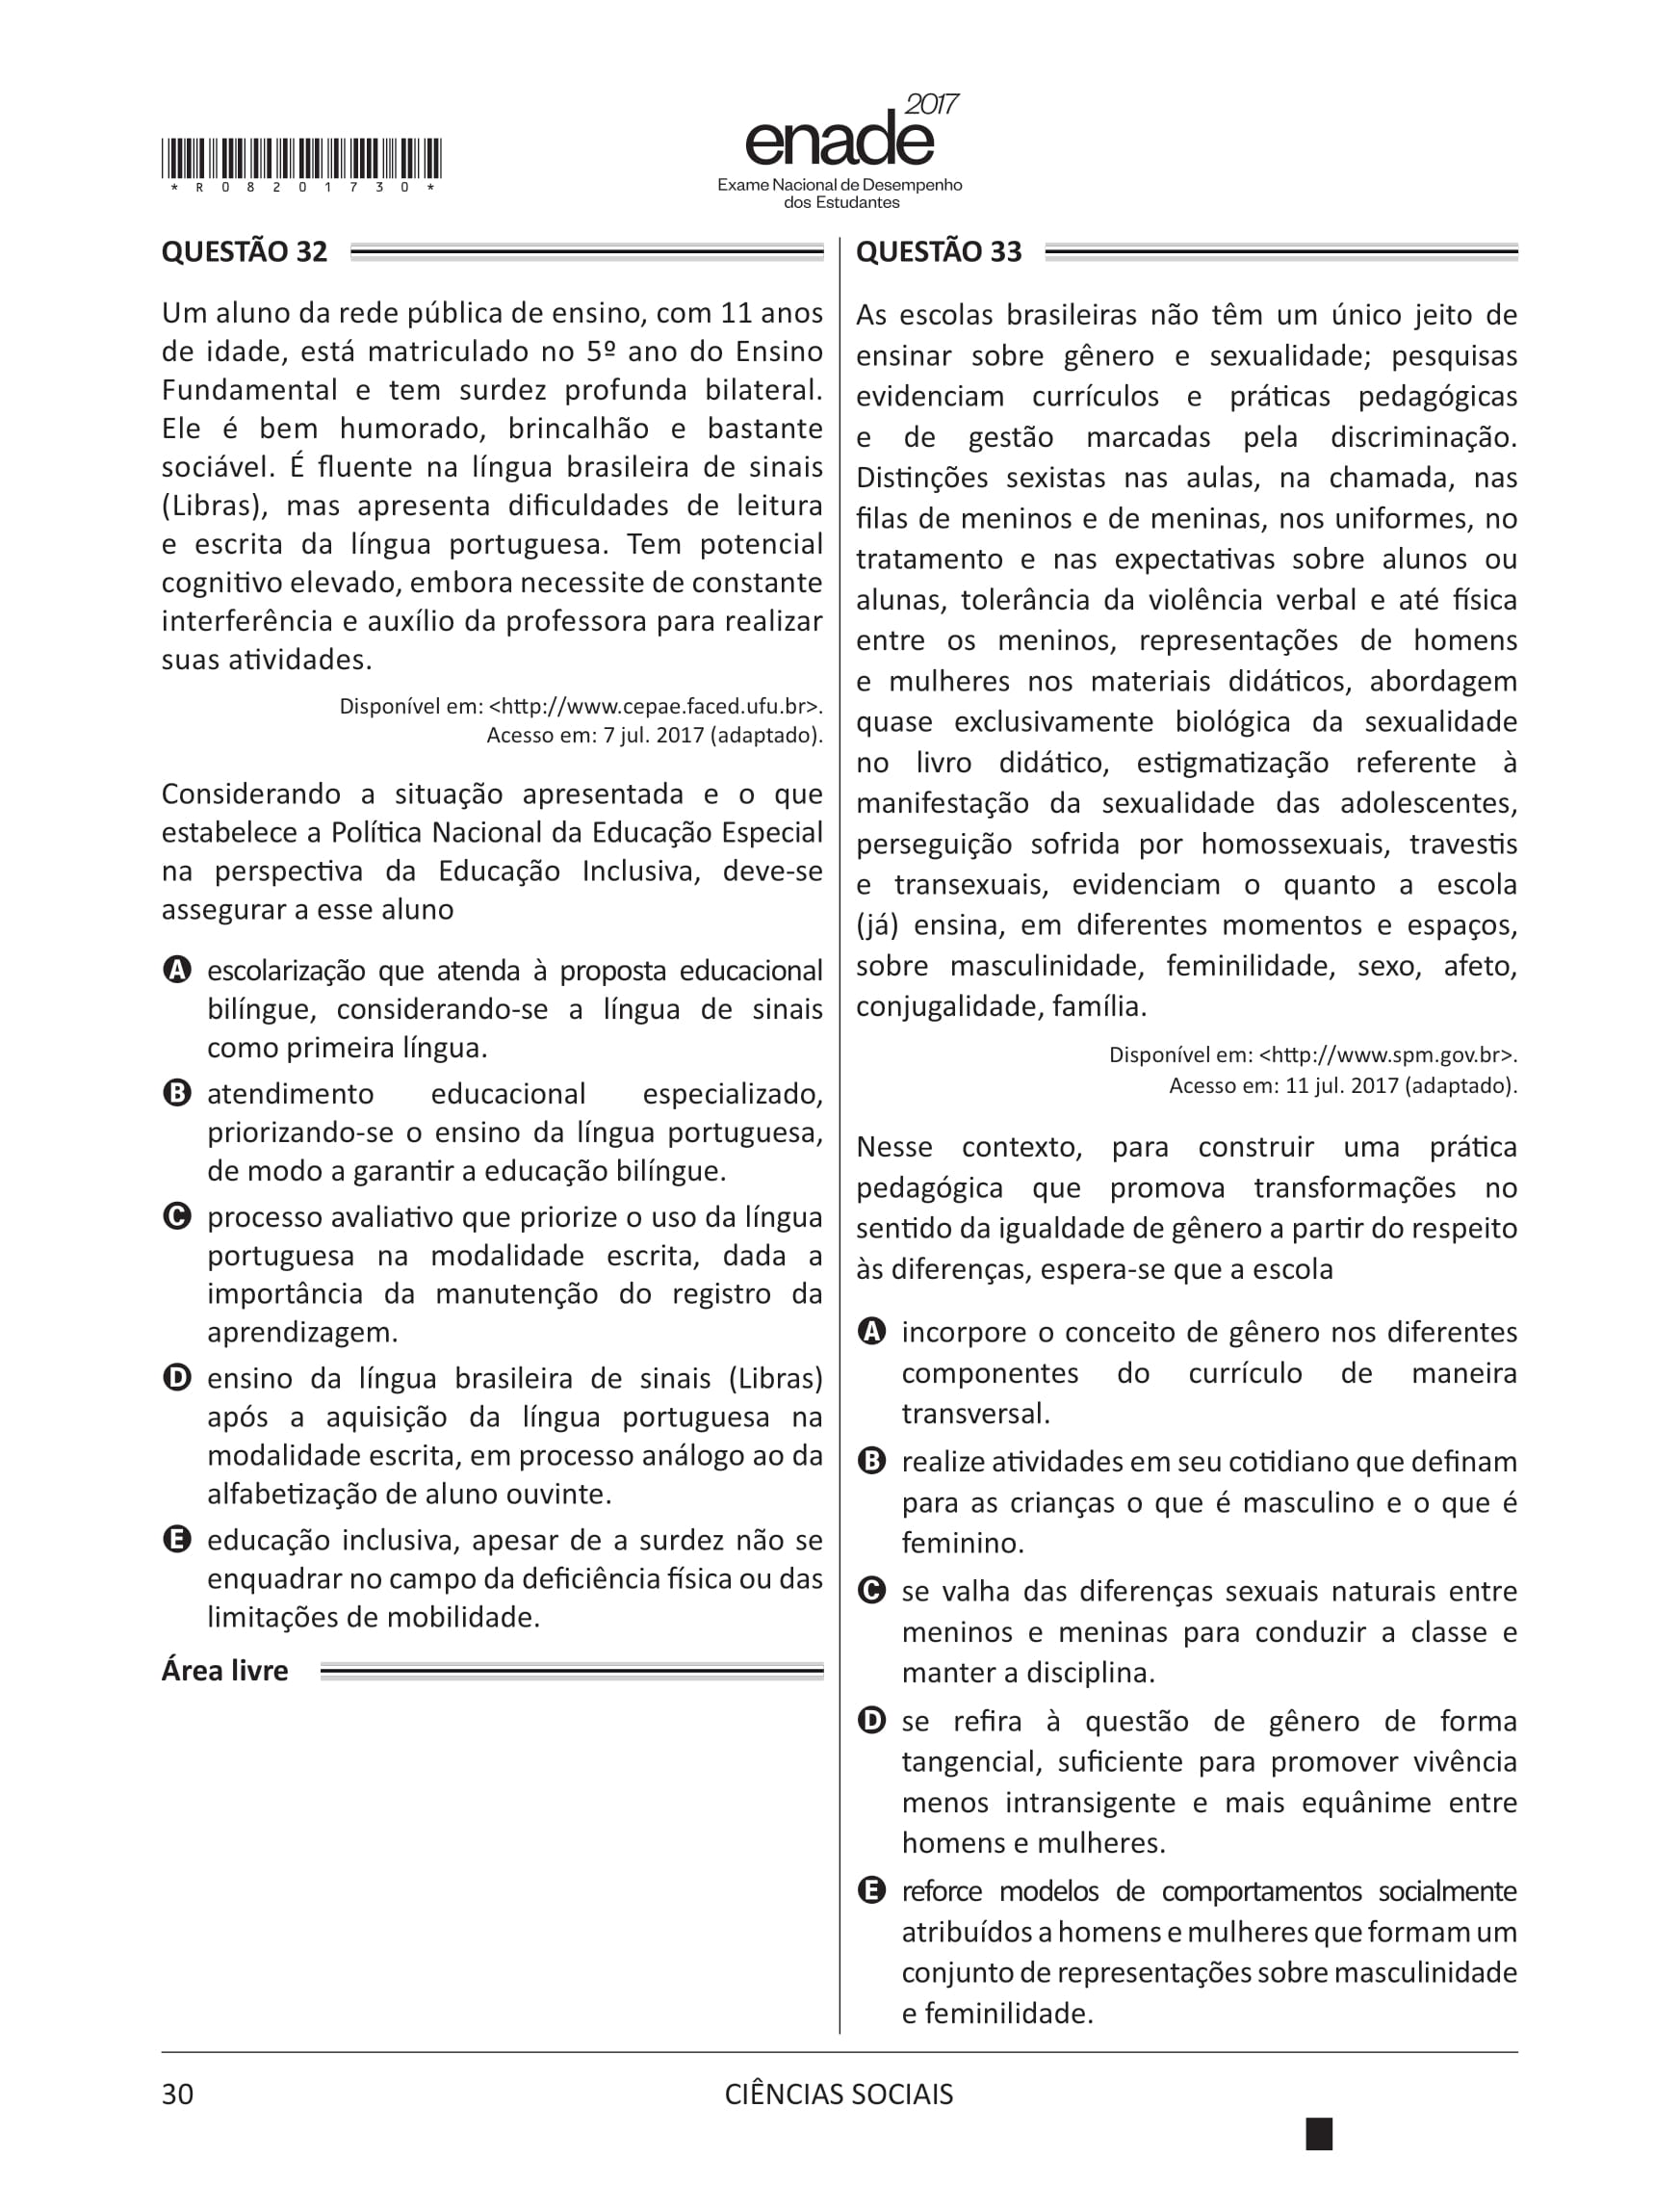 *R08201730*
enade 2017
Exame Nacional de Desempenho
dos Estudantes
QUESTÃO 32
Um aluno da rede pública de ensino, com 11 anos
de idade, está matriculado no 5º ano do Ensino
Fundamental e tem surdez profunda bilateral.
Ele é bem humorado, brincalhão e bastante
sociável. É fluente na língua brasileira de sinais
(Libras), mas apresenta dificuldades de leitura
e escrita da língua portuguesa. Tem potencial
cognitivo elevado, embora necessite de constante
interferência e auxílio da professora para realizar
suas atividades.
Disponível em: <http://www.cepae.faced.ufu.br>.
Acesso em: 7 jul. 2017 (adaptado).
Considerando a situação apresentada e o que
estabelece a Política Nacional da Educação Especial
na perspectiva da Educação Inclusiva, deve-se
assegurar a esse aluno
A escolarização que atenda à proposta educacional
bilíngue, considerando-se a língua de sinais
como primeira língua.
B atendimento educacional especializado,
priorizando-se o ensino da língua portuguesa,
de modo a garantir a educação bilíngue.
C processo avaliativo que priorize o uso da língua
portuguesa na modalidade escrita, dada a
importância da manutenção do registro da
aprendizagem.
D ensino da língua brasileira de sinais (Libras)
após a aquisição da língua portuguesa na
modalidade escrita, em processo análogo ao da
alfabetização de aluno ouvinte.
E educação inclusiva, apesar de a surdez não se
enquadrar no campo da deficiência física ou das
limitações de mobilidade.
Área livre
QUESTÃO 33
As escolas brasileiras não têm um único jeito de
ensinar sobre gênero e sexualidade; pesquisas
evidenciam currículos e práticas pedagógicas
e de gestão marcadas pela discriminação.
Distinções sexistas nas aulas, na chamada, nas
filas de meninos e de meninas, nos uniformes, no
tratamento e nas expectativas sobre alunos ou
alunas, tolerância da violência verbal e até física
entre os meninos, representações de homens
e mulheres nos materiais didáticos, abordagem
quase exclusivamente biológica da sexualidade
no livro didático, estigmatização referente à
manifestação da sexualidade das adolescentes,
perseguição sofrida por homossexuais, travestis
e transexuais, evidenciam o quanto a escola
(já) ensina, em diferentes momentos e espaços,
sobre masculinidade, feminilidade, sexo, afeto,
conjugalidade, família.
Disponível em: <http://www.spm.gov.br>.
Acesso em: 11 jul. 2017 (adaptado).
Nesse contexto, para construir uma prática
pedagógica que promova transformações no
sentido da igualdade de gênero a partir do respeito
às diferenças, espera-se que a escola
A incorpore o conceito de gênero nos diferentes
componentes do currículo de maneira
transversal.
B realize atividades em seu cotidiano que definam
para as crianças o que é masculino e o que é
feminino.
C se valha das diferenças sexuais naturais entre
meninos e meninas para conduzir a classe e
manter a disciplina.
D se refira à questão de gênero de forma
tangencial, suficiente para promover vivência
menos intransigente e mais equânime entre
homens e mulheres.
E reforce modelos de comportamentos socialmente
atribuídos a homens e mulheres que formam um
conjunto de representações sobre masculinidade
e feminilidade.
30
CIÊNCIAS SOCIAIS